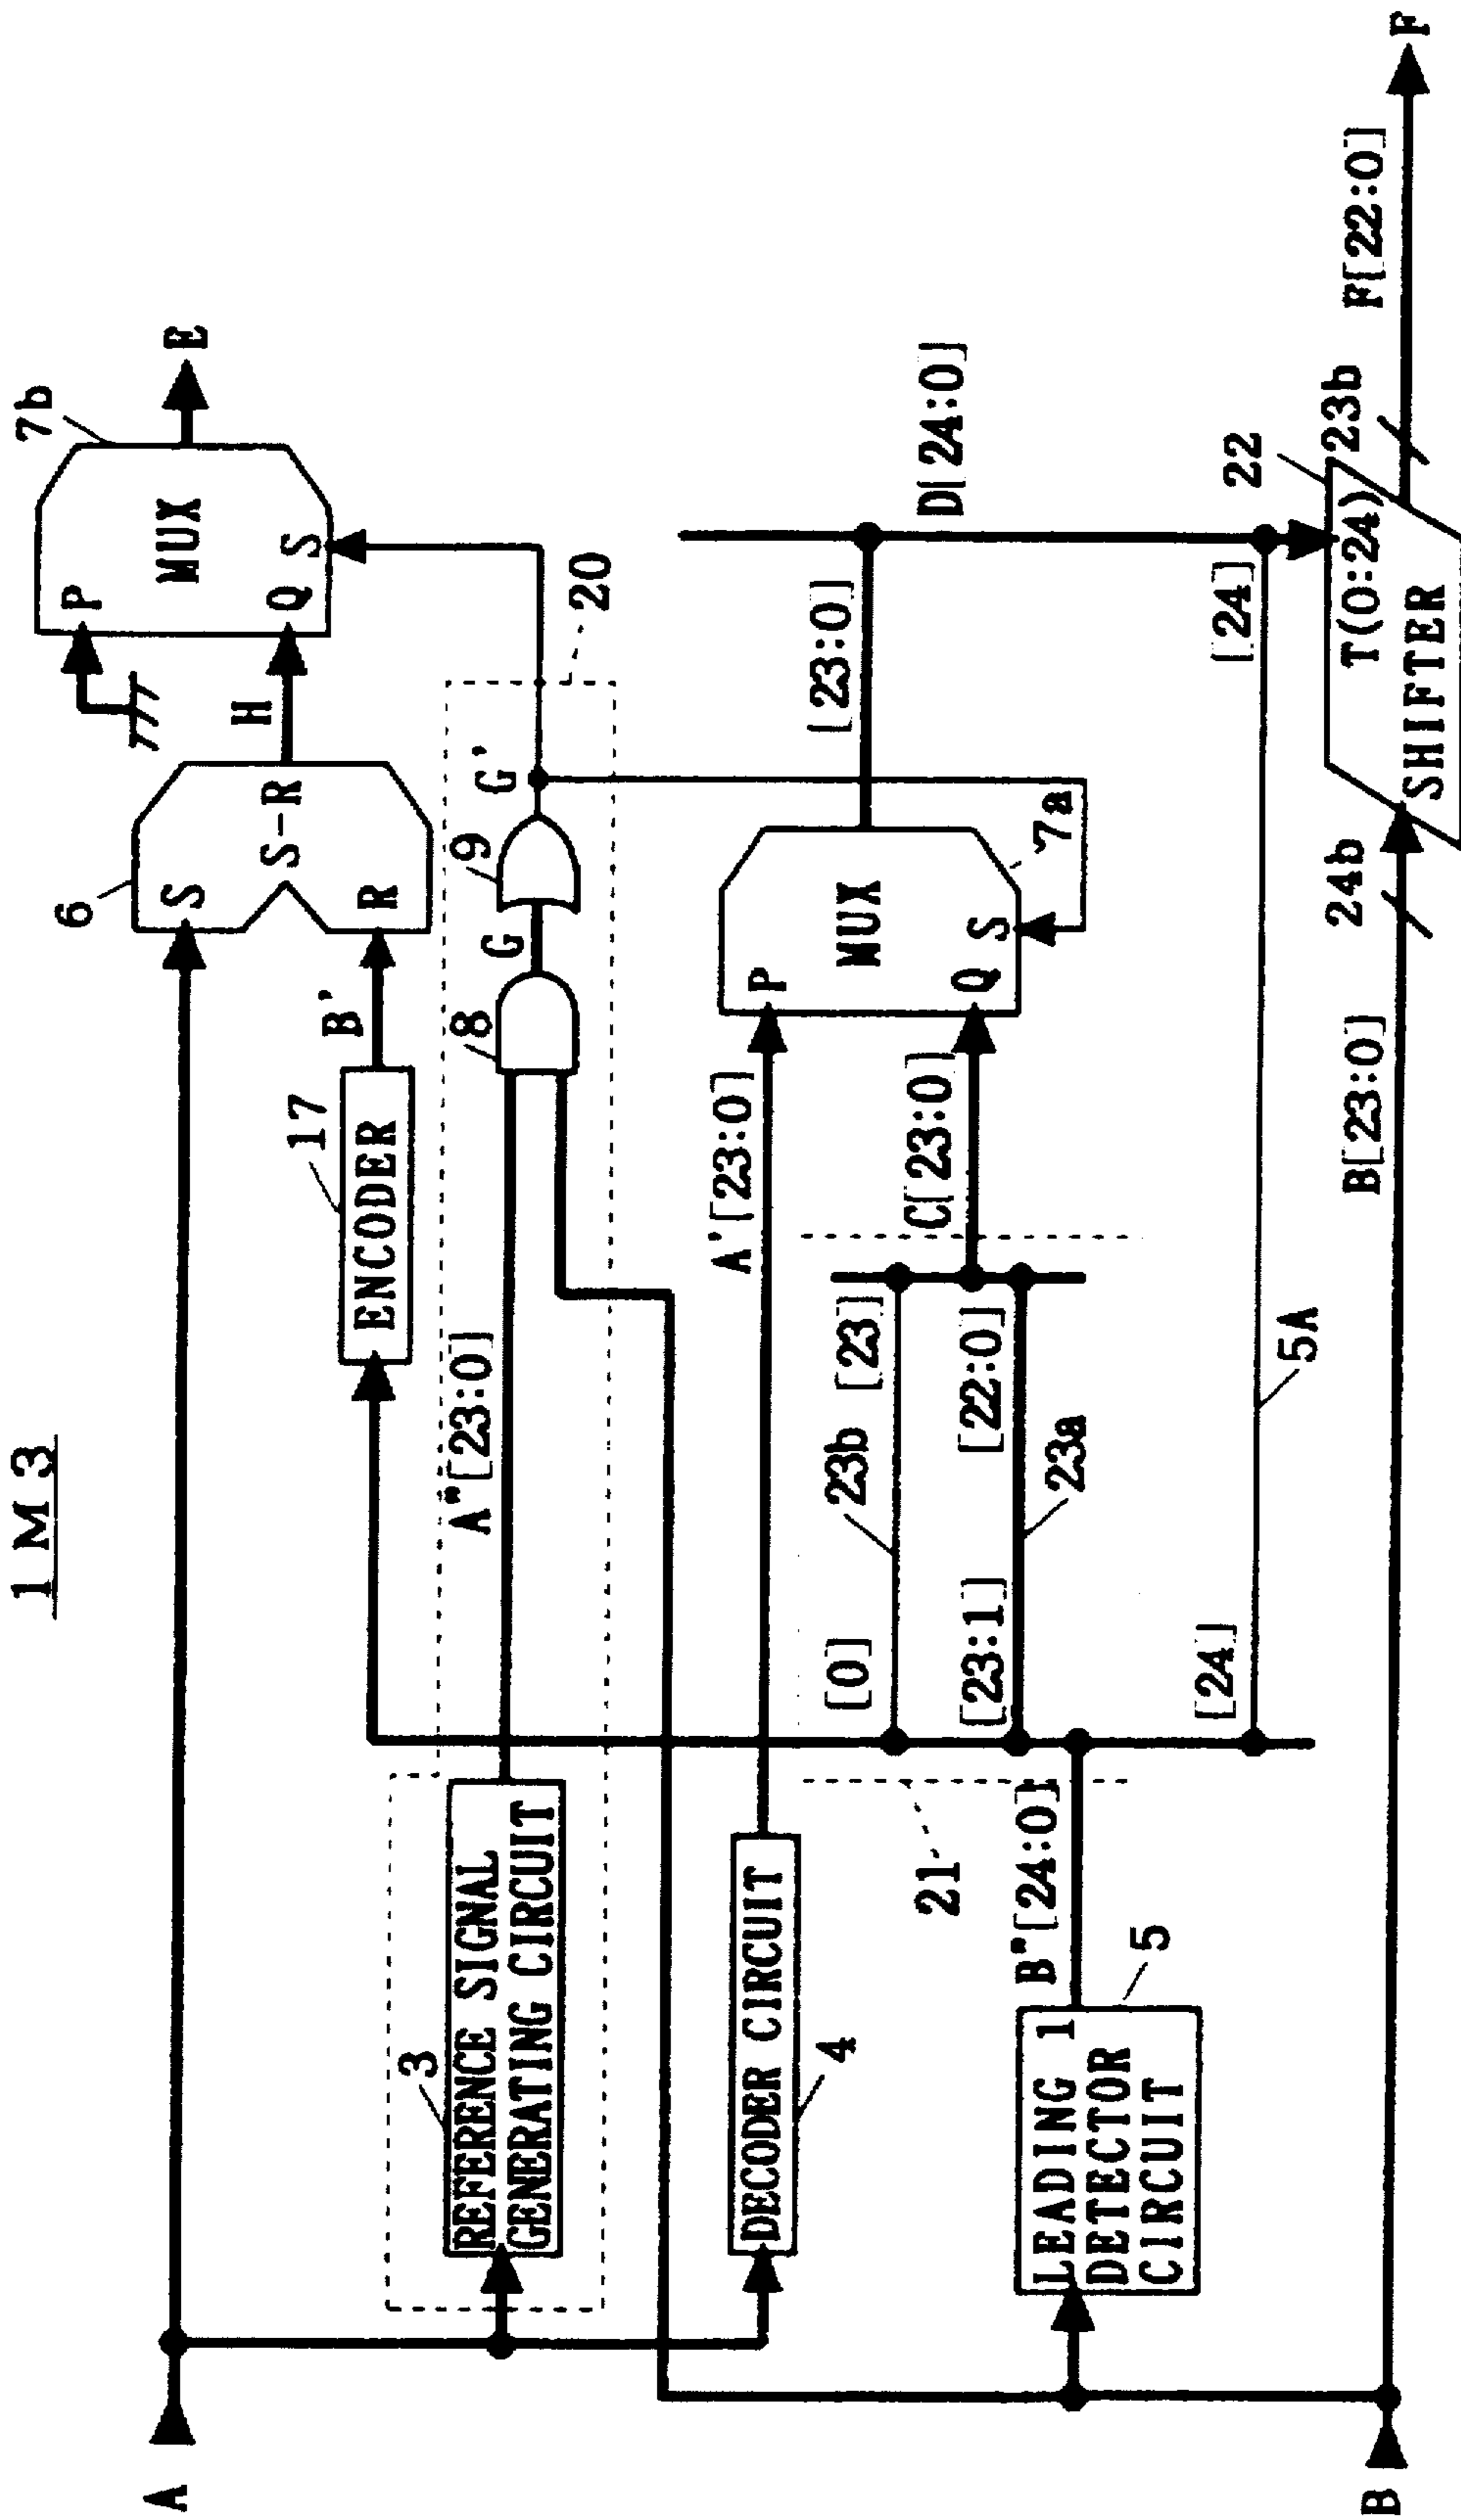 1M3
A
3
REFERENCE SIGNAL
GENERATING CIRCUIT
A"[23:0]
17
ENCODER
B'
6
S
R
S-R
H
P
Q
S
MUX
7b
E
8
G
9
G'
20
4
DECODER CIRCUIT
A'[23:0]
P
Q
S
MUX
7a
[23:0]
D[24:0]
21
[0]
23b
[23]
[23:1]
23a
[22:0]
C[23:0]
5
LEADING 1
DETECTOR
CIRCUIT
B"[24:0]
[24]
5A
[24]
22
B
B[23:0]
24b
T(0:24)
SHIFTER
23b
F[22:0]
F